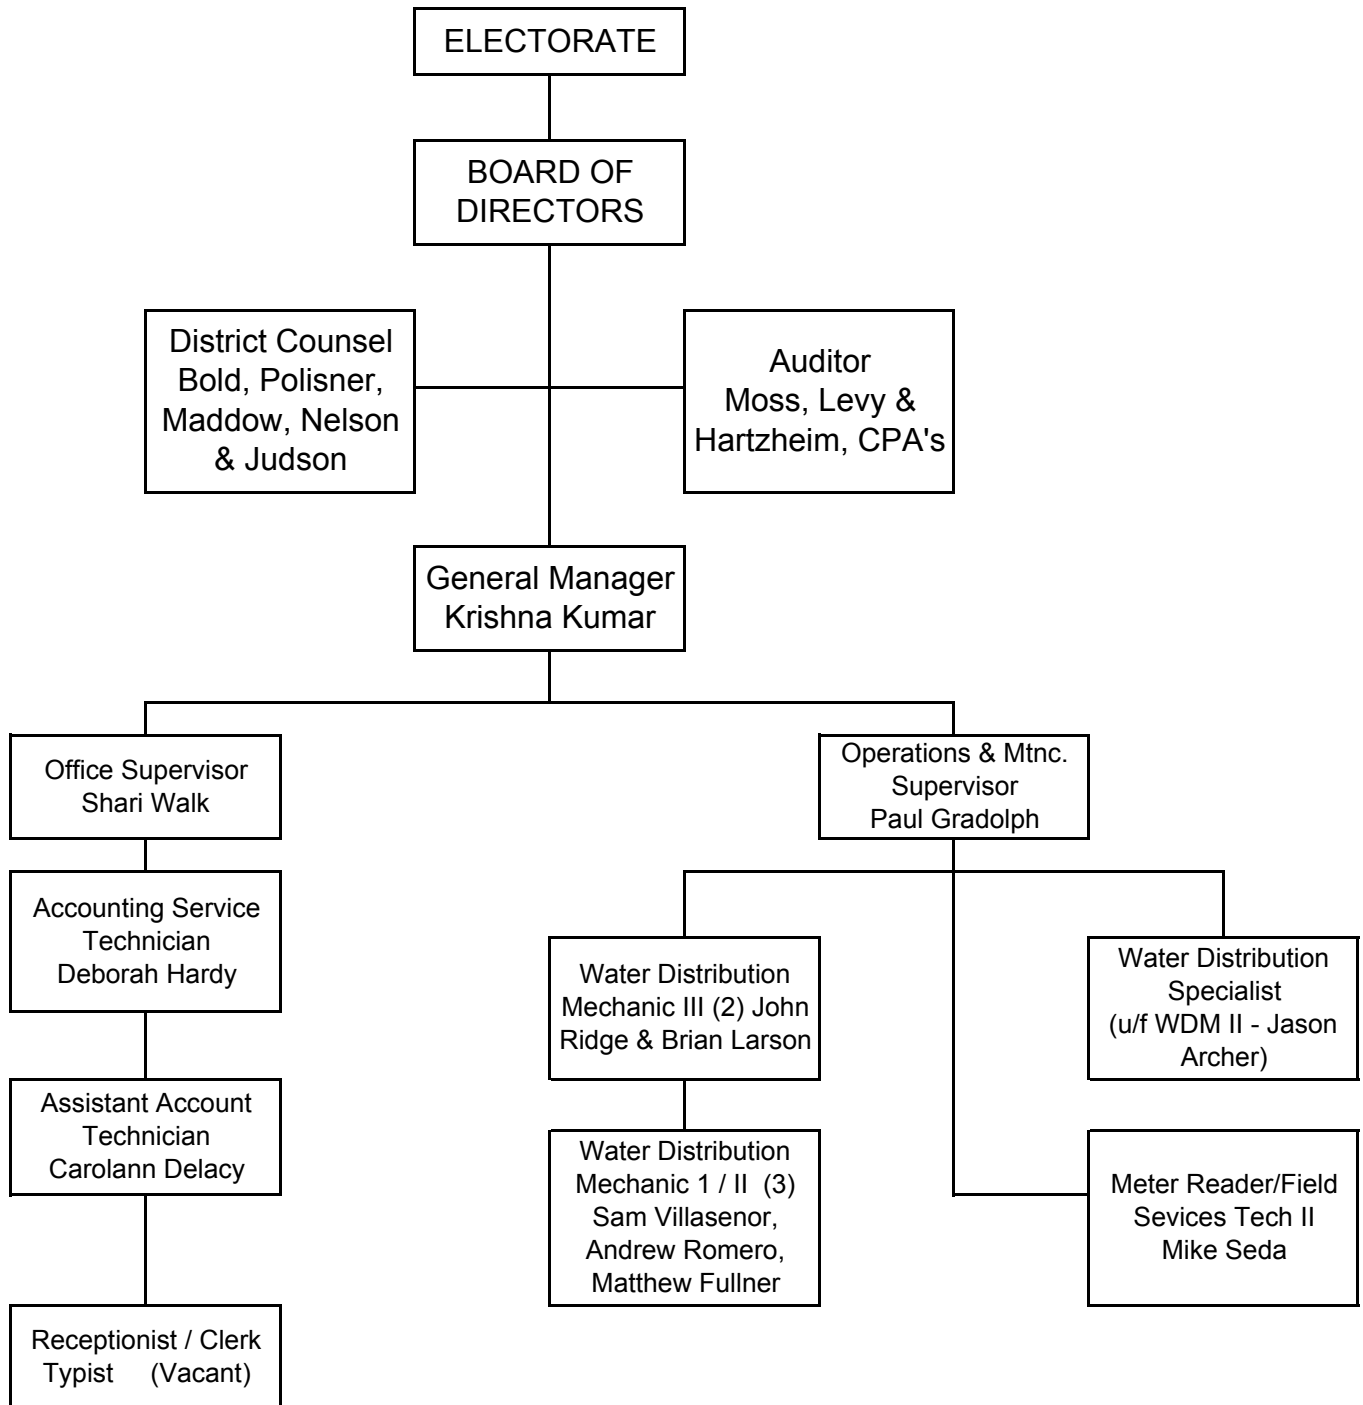 ELECTORATE
BOARD OF
DIRECTORS
District Counsel
Bold, Polisner,
Maddow, Nelson
& Judson
Auditor
Moss, Levy &
Hartzheim, CPA's
General Manager
Krishna Kumar
Office Supervisor
Shari Walk
Operations & Mtnc.
Supervisor
Paul Gradolph
Accounting Service
Technician
Deborah Hardy
Water Distribution
Mechanic III (2) John
Ridge & Brian Larson
Water Distribution
Specialist
(u/f WDM II - Jason
Archer)
Assistant Account
Technician
Carolann Delacy
Water Distribution
Mechanic 1 / II (3)
Sam Villasenor,
Andrew Romero,
Matthew Fullner
Meter Reader/Field
Sevices Tech II
Mike Seda
Receptionist / Clerk
Typist (Vacant)